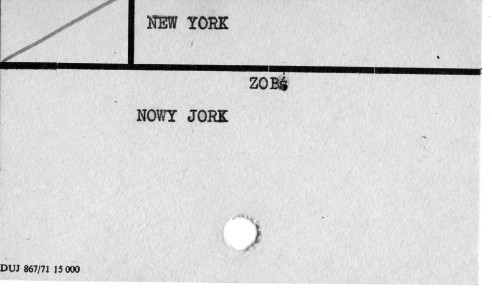 NEW YORK
ZOB.
NOWY JORK
DUJ 867/71 15 000